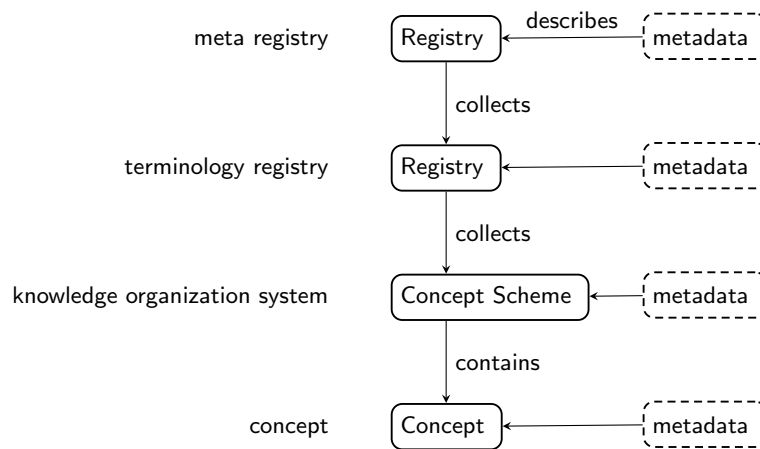 describes
meta registry Registry metadata
collects
terminology registry Registry metadata
collects
knowledge organization system Concept Scheme metadata
contains
concept Concept metadata